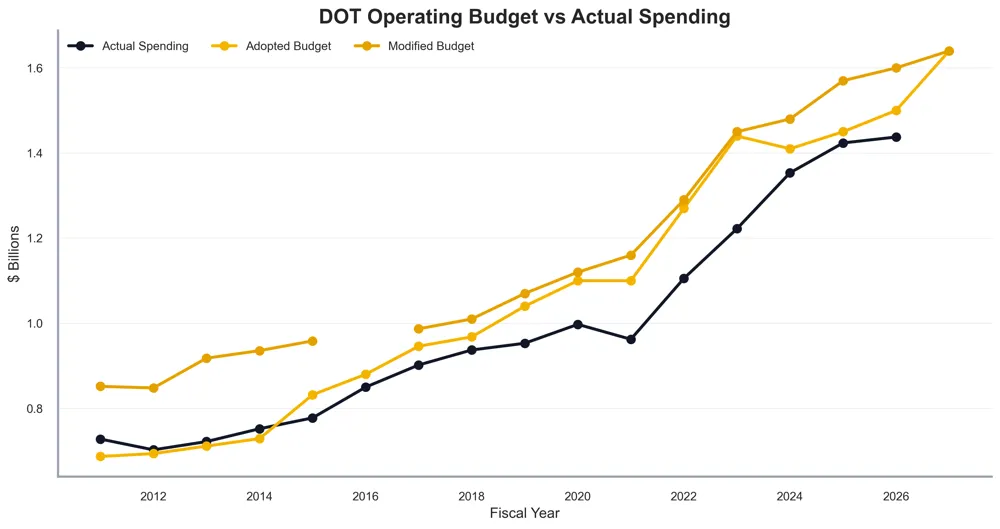 DOT Operating Budget vs Actual Spending
Actual Spending Adopted Budget Modified Budget
1.6
1.4
1.2
1.0
0.8
$ Billions
2012 2014 2016 2018 2020 2022 2024 2026
Fiscal Year